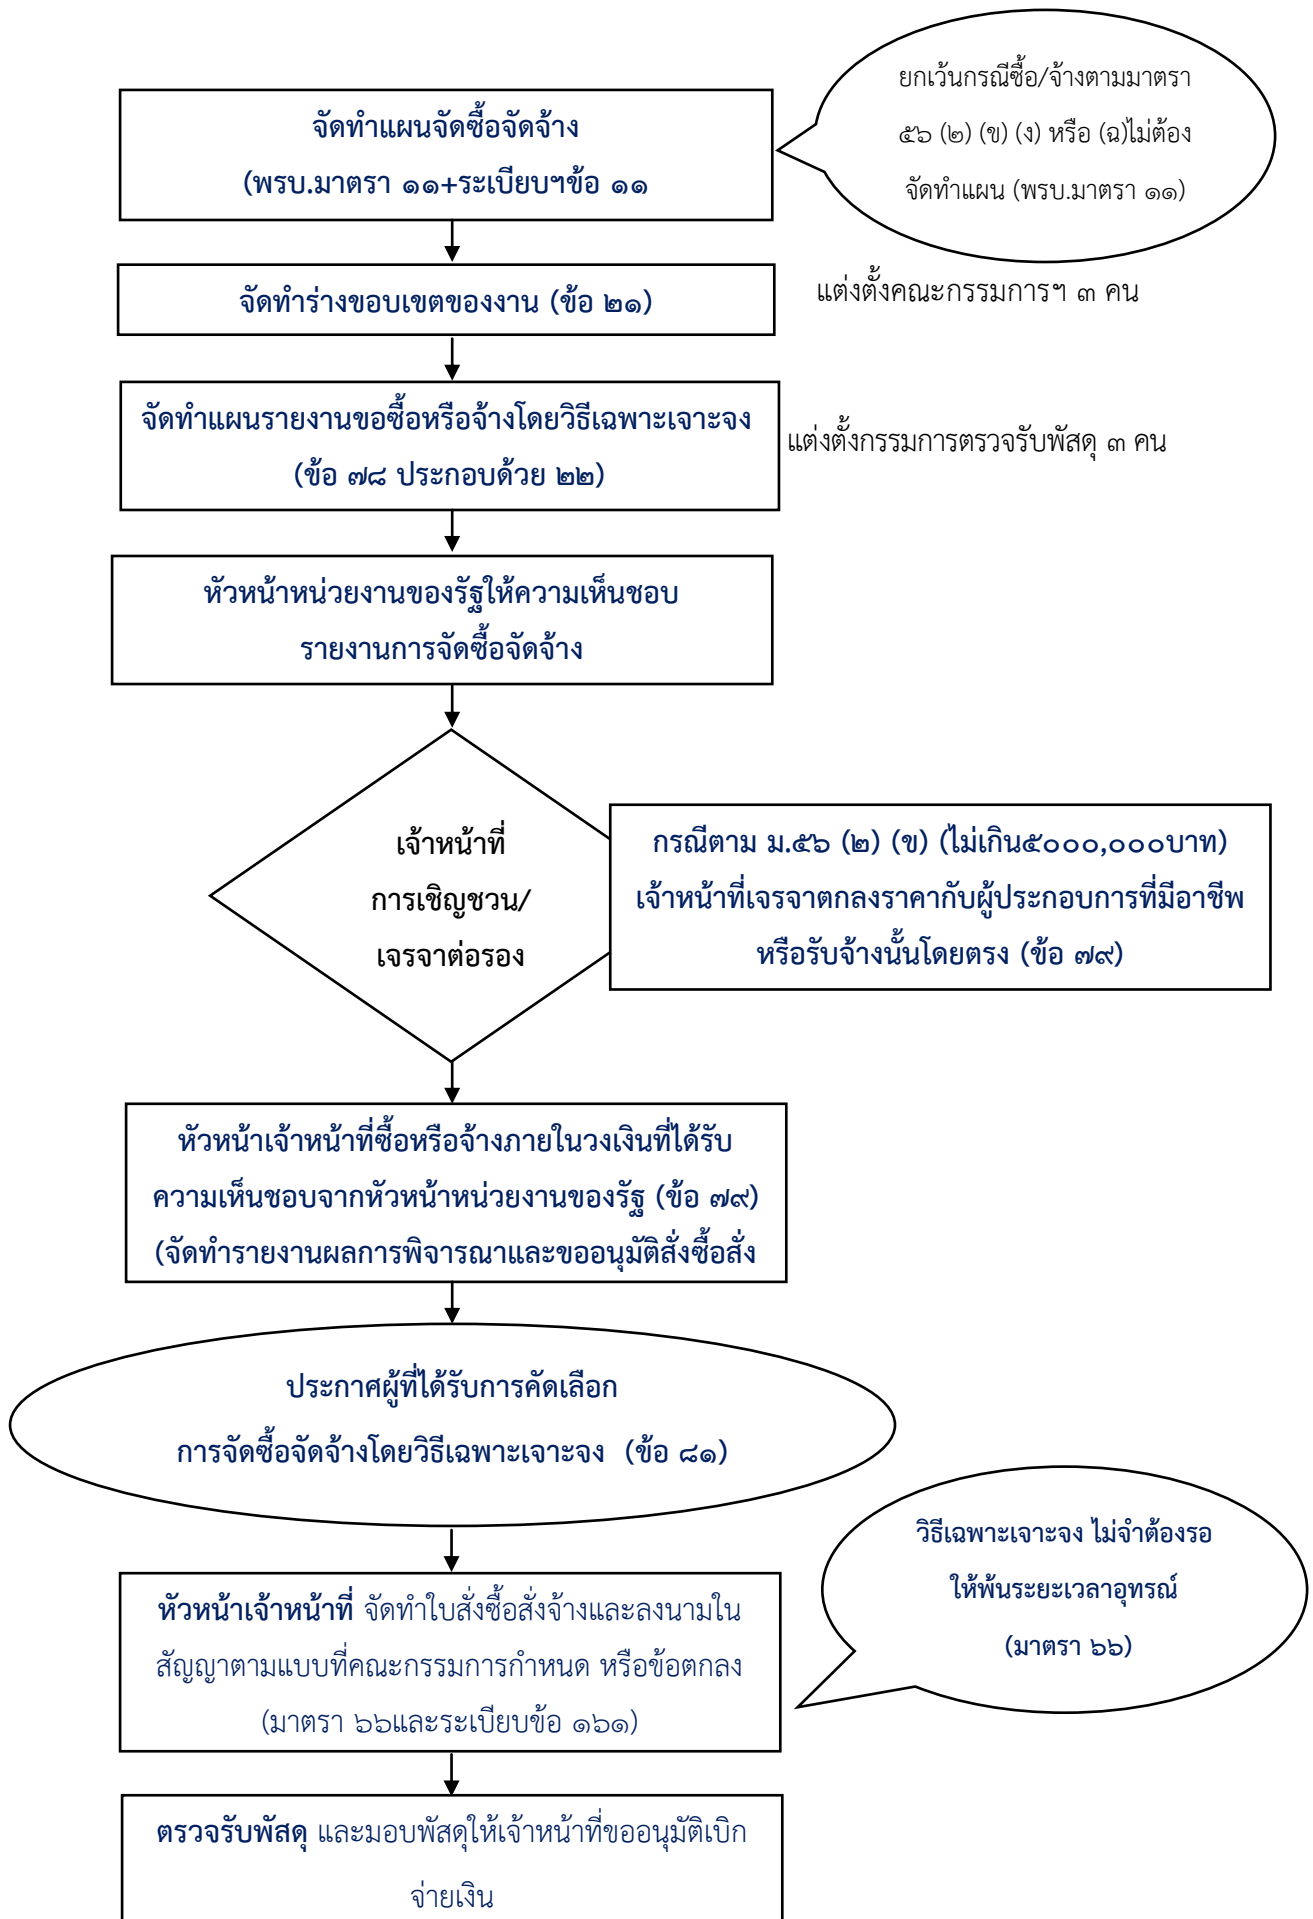 ยกเว้นกรณีซื้อ/จ้างตามมาตรา
๕๖ (๒) (ข) (ง) หรือ (ฉ)ไม่ต้อง
จัดทำแผน (พรบ.มาตรา ๑๑)
จัดทำแผนจัดซื้อจัดจ้าง
(พรบ.มาตรา ๑๑+ระเบียบฯข้อ ๑๑
จัดทำร่างขอบเขตของงาน (ข้อ ๒๑)
แต่งตั้งคณะกรรมการฯ ๓ คน
จัดทำแผนรายงานขอซื้อหรือจ้างโดยวิธีเฉพาะเจาะจง
(ข้อ ๗๘ ประกอบด้วย ๒๒)
แต่งตั้งกรรมการตรวจรับพัสดุ ๓ คน
หัวหน้าหน่วยงานของรัฐให้ความเห็นชอบ
รายงานการจัดซื้อจัดจ้าง
เจ้าหน้าที่
การเชิญชวน/
เจรจาต่อรอง
กรณีตาม ม.๕๖ (๒) (ข) (ไม่เกิน๕๐๐๐,๐๐๐บาท)
เจ้าหน้าที่เจรจาตกลงราคากับผู้ประกอบการที่มีอาชีพ
หรือรับจ้างนั้นโดยตรง (ข้อ ๗๙)
หัวหน้าเจ้าหน้าที่ซื้อหรือจ้างภายในวงเงินที่ได้รับ
ความเห็นชอบจากหัวหน้าหน่วยงานของรัฐ (ข้อ ๗๙)
(จัดทำรายงานผลการพิจารณาและขออนุมัติสั่งซื้อสั่ง
ประกาศผู้ที่ได้รับการคัดเลือก
การจัดซื้อจัดจ้างโดยวิธีเฉพาะเจาะจง (ข้อ ๘๑)
วิธีเฉพาะเจาะจง ไม่จำต้องรอ
ให้พ้นระยะเวลาอุทรณ์
(มาตรา ๖๖)
หัวหน้าเจ้าหน้าที่ จัดทำใบสั่งซื้อสั่งจ้างและลงนามใน
สัญญาตามแบบที่คณะกรรมการกำหนด หรือข้อตกลง
(มาตรา ๖๖และระเบียบข้อ ๑๖๑)
ตรวจรับพัสดุ และมอบพัสดุให้เจ้าหน้าที่ขออนุมัติเบิก
จ่ายเงิน